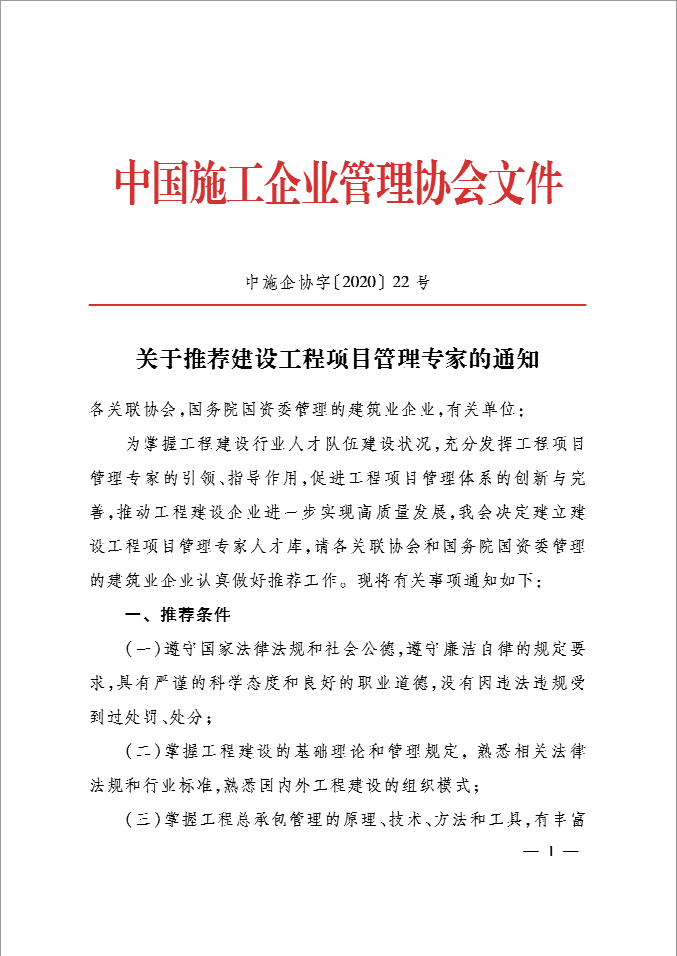 中国施工企业管理协会文件
中施企协字〔2020〕22 号
关于推荐建设工程项目管理专家的通知
各关联协会,国务院国资委管理的建筑业企业,有关单位:
为掌握工程建设行业人才队伍建设状况,充分发挥工程项目
管理专家的引领、指导作用,促进工程项目管理体系的创新与完
善,推动工程建设企业进一步实现高质量发展,我会决定建立建
设工程项目管理专家人才库,请各关联协会和国务院国资委管理
的建筑业企业认真做好推荐工作。现将有关事项通知如下:
一、推荐条件
(一)遵守国家法律法规和社会公德,遵守廉洁自律的规定要
求,具有严谨的科学态度和良好的职业道德,没有因违法违规受
到过处罚、处分;
(二)掌握工程建设的基础理论和管理规定, 熟悉相关法律
法规和行业标准,熟悉国内外工程建设的组织模式;
(三)掌握工程总承包管理的原理、技术、方法和工具,有丰富
— 1 —